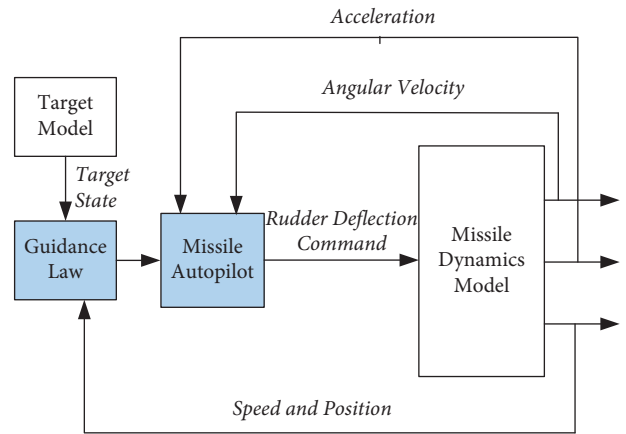 Acceleration
Angular Velocity
Target
Model
Target
State
Guidance
Law
Missile
Autopilot
Rudder Deflection
Command
Missile
Dynamics
Model
Speed and Position